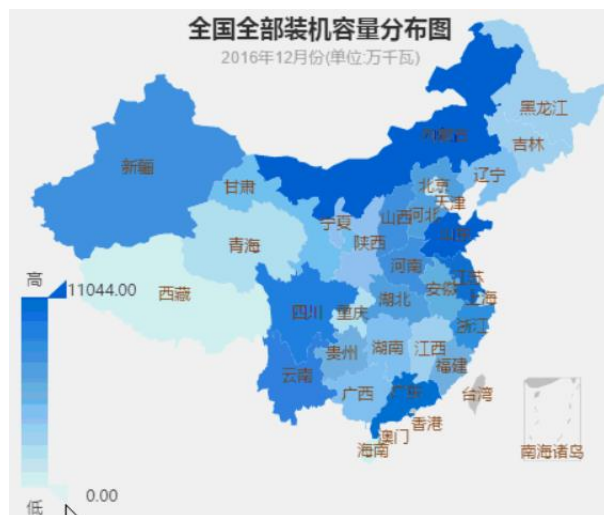 全国全部装机容量分布图
2016年12月份(单位:万千瓦)
黑龙江
内蒙古
吉林
新疆
辽宁
甘肃
北京
天津
宁夏
山西
河北
山东
青海
陕西
高
11044.00
西藏
河南
江苏
四川
重庆
湖北
安徽
上海
浙江
贵州
湖南
江西
云南
福建
广西
广东
台湾
香港
澳门
海南
南海诸岛
0.00
低